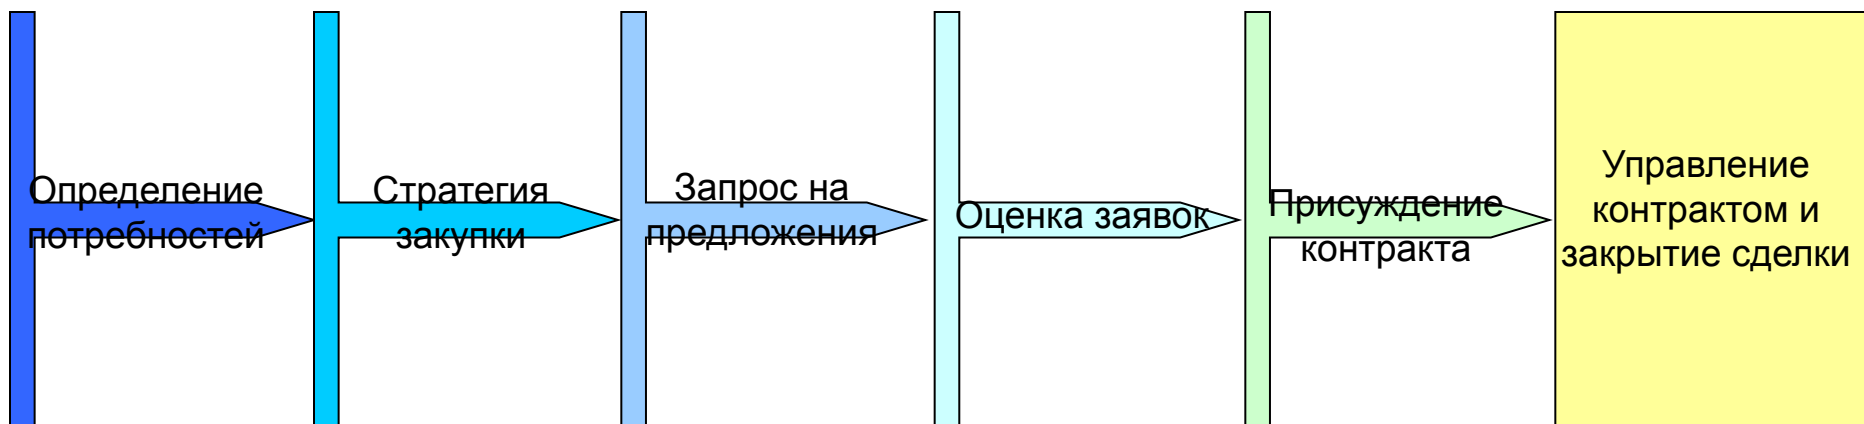 Определение
потребностей
Стратегия
закупки
Запрос на
предложения
Оценка заявок
Присуждение
контракта
Управление
контрактом и
закрытие сделки